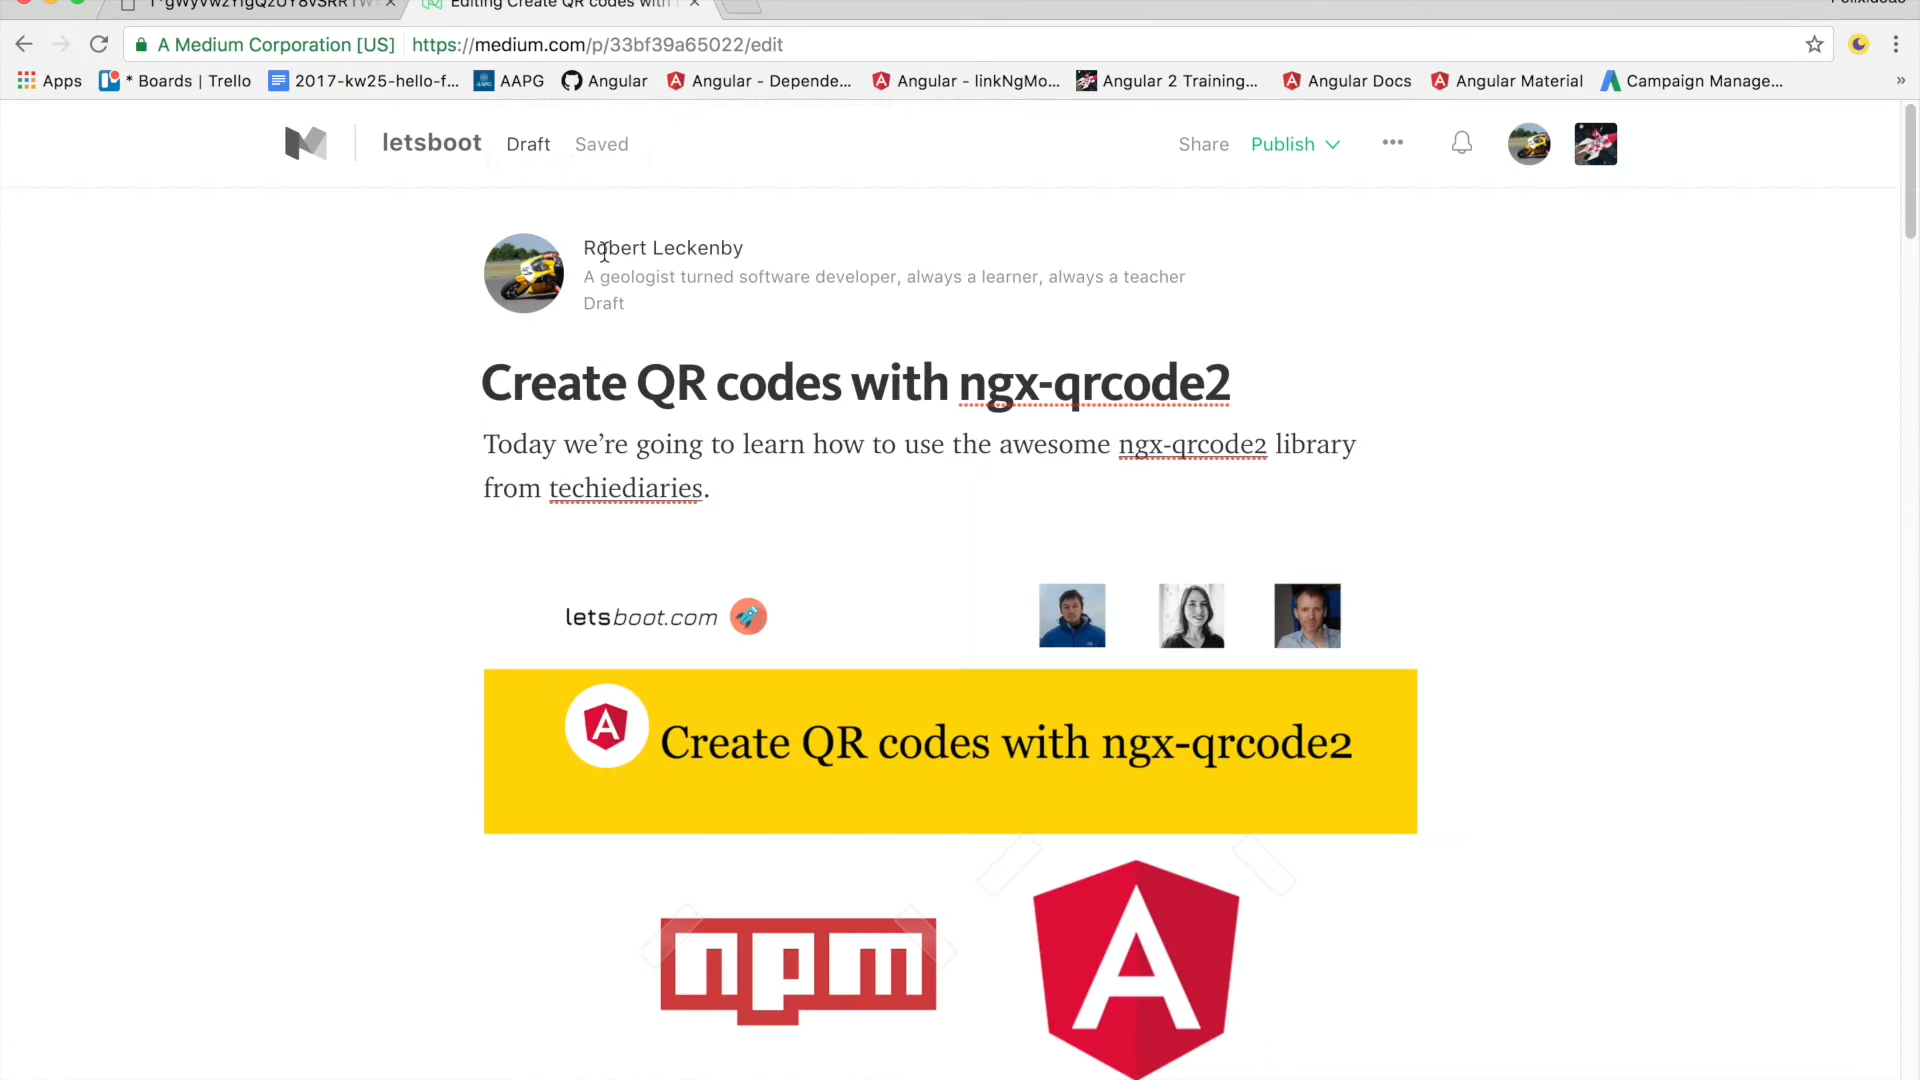 A Medium Corporation [US] https://medium.com/p/33bf39a65022/edit
Apps * Boards | Trello 2017-kw25-hello-f... AAPG Angular Angular - Depende... Angular - linkNgMo... Angular 2 Training... Angular Docs Angular Material Campaign Manage... »
letsboot Draft Saved Share Publish
Robert Leckenby
A geologist turned software developer, always a learner, always a teacher
Draft
Create QR codes with ngx-qrcode2
Today we're going to learn how to use the awesome ngx-qrcode2 library
from techiediaries.
letsboot.com
Create QR codes with ngx-qrcode2
npm